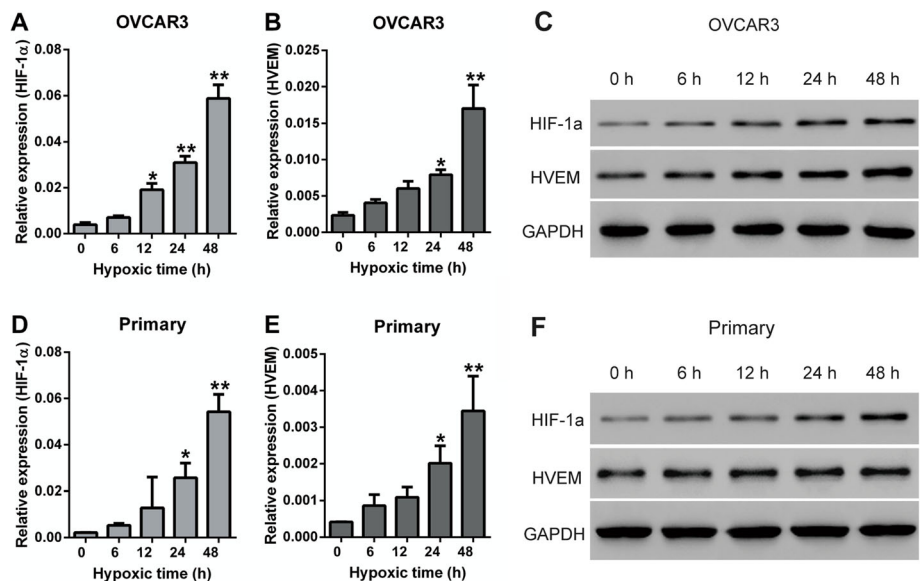 A
OVCAR3
Relative expression (HIF-1α)
0.08
0.06
0.04
0.02
0.00
*
**
**
0 6 12 24 48
Hypoxic time (h)
B
OVCAR3
Relative expression (HVEM)
0.025
0.020
0.015
0.010
0.005
0.000
*
**
0 6 12 24 48
Hypoxic time (h)
C
OVCAR3
0 h 6 h 12 h 24 h 48 h
HIF-1a
HVEM
GAPDH
D
Primary
Relative expression (HIF-1α)
0.08
0.06
0.04
0.02
0.00
*
**
0 6 12 24 48
Hypoxic time (h)
E
Primary
Relative expression (HVEM)
0.005
0.004
0.003
0.002
0.001
0.000
*
**
0 6 12 24 48
Hypoxic time (h)
F
Primary
0 h 6 h 12 h 24 h 48 h
HIF-1a
HVEM
GAPDH